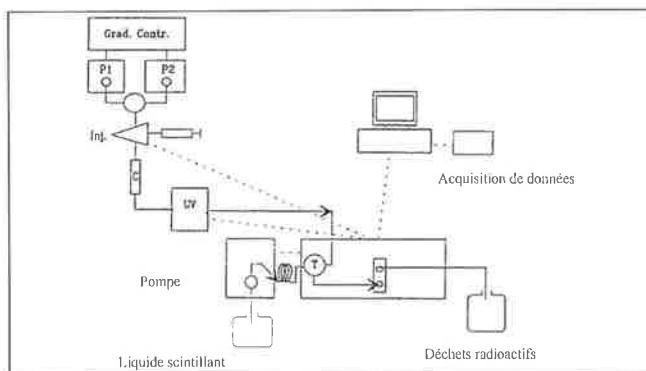 Grad. Contr.
P1
P2
Inj.
C
UV
Acquisition de données
T
Pompe
Liquide scintillant
Déchets radioactifs